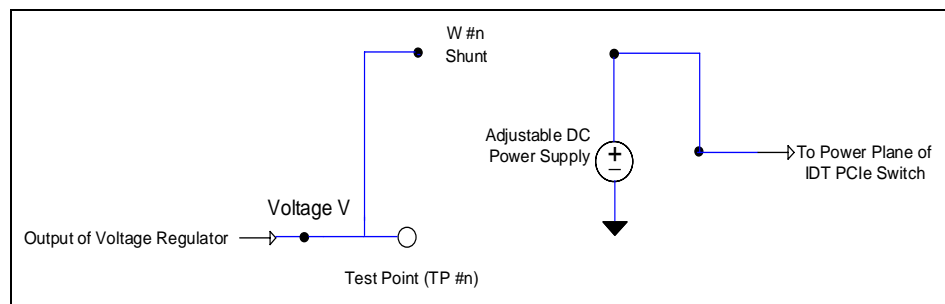 W #n
Shunt
Adjustable DC
Power Supply
+
–
To Power Plane of
IDT PCIe Switch
Voltage V
Output of Voltage Regulator
Test Point (TP #n)